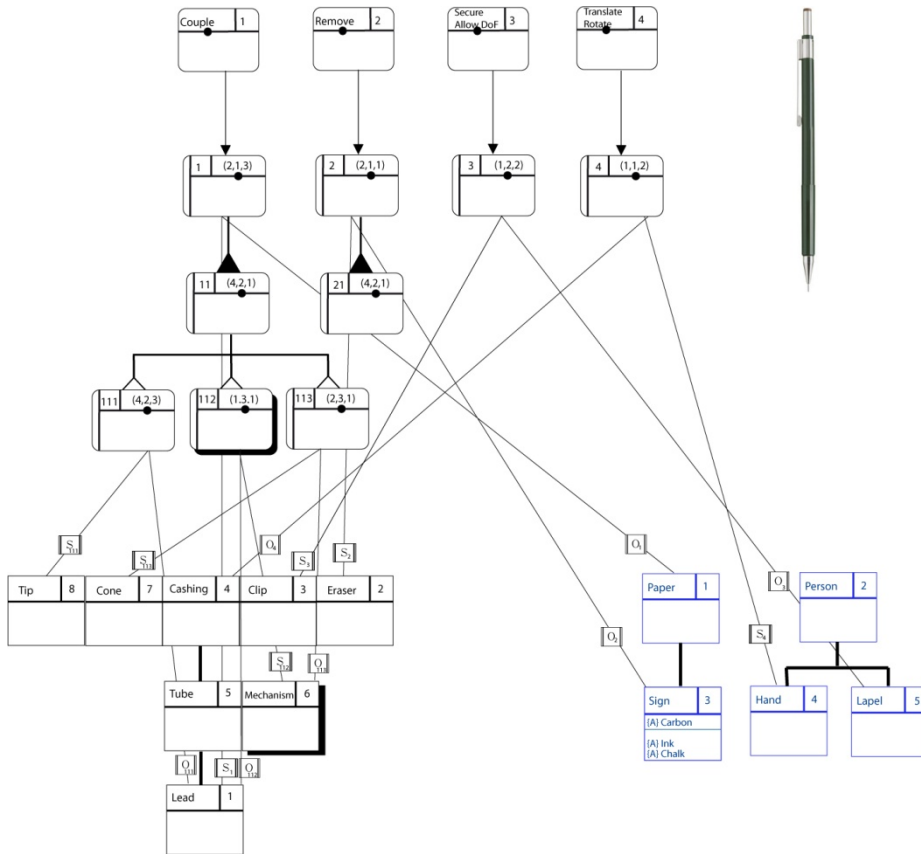 Couple 1
Remove 2
Secure 3
Allow DoF
Translate 4
Rotate
1 (2,1,3)
2 (2,1,1)
3 (1,2,2)
4 (1,1,2)
11 (4,2,1)
21 (4,2,1)
111 (4,2,3)
112 (1.3,1)
113 (2,3,1)
S111
S113
O4
S3
S2
O1
O3
O2
S4
Tip 8
Cone 7
Cashing 4
Clip 3
Eraser 2
Paper 1
Person 2
S112
O113
Tube 5
Mechanism 6
Sign 3
{A} Carbon
{A} Ink
{A} Chalk
Hand 4
Lapel 5
O111
S1
O112
Lead 1